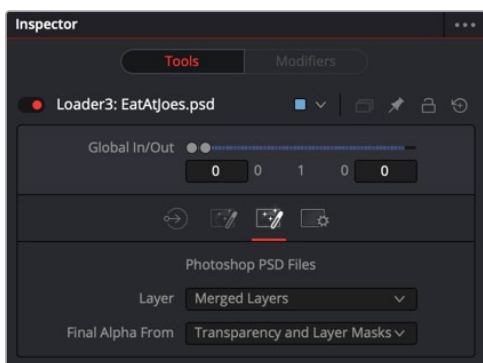 Inspector
Tools Modifiers
Loader3: EatAtJoes.psd
Global In/Out
0 0 1 0 0
Photoshop PSD Files
Layer Merged Layers
Final Alpha From Transparency and Layer Masks